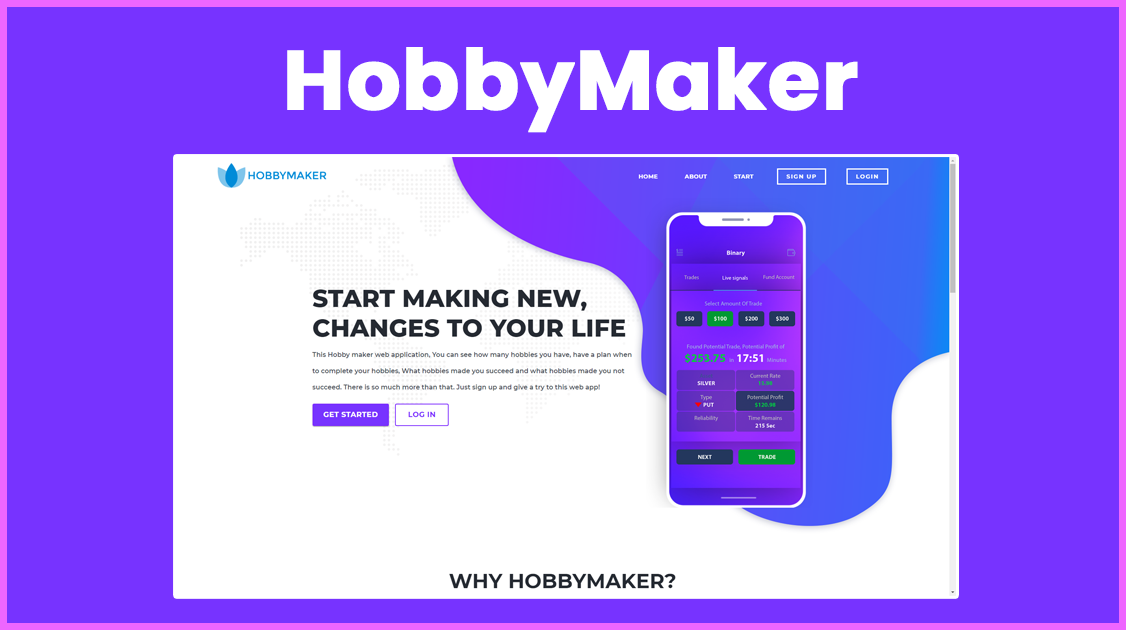 HobbyMaker
HOBBYMAKER
HOME ABOUT START SIGN UP LOGIN
START MAKING NEW,
CHANGES TO YOUR LIFE
This Hobby maker web application, You can see how many hobbies you have, have a plan when
to complete your hobbies, What hobbies made you succeed and what hobbies made you not
succeed. There is so much more than that. Just sign up and give a try to this web app!
GET STARTED LOG IN
Binary
Trades Live signals Fund Account
Select Amount Of Trade
$50 $100 $200 $300
Found Potential Trade, Potential Profit of
$253.75 in 17:51 Minutes
SILVER
Current Rate
15.98
Type
PUT
Potential Profit
$120.98
Reliability
Time Remains
215 Sec
NEXT TRADE
WHY HOBBYMAKER?